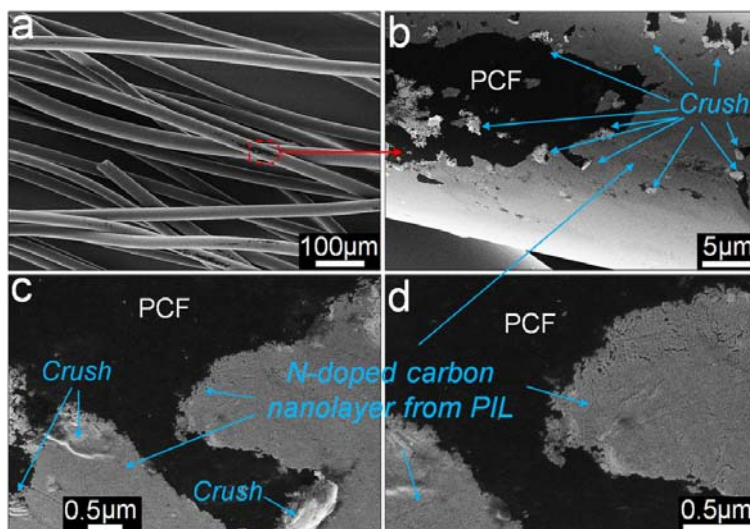 a
100μm
b
PCF
Crush
5μm
c
PCF
Crush
N-doped carbon
nanolayer from PIL
Crush
0.5μm
d
PCF
0.5μm